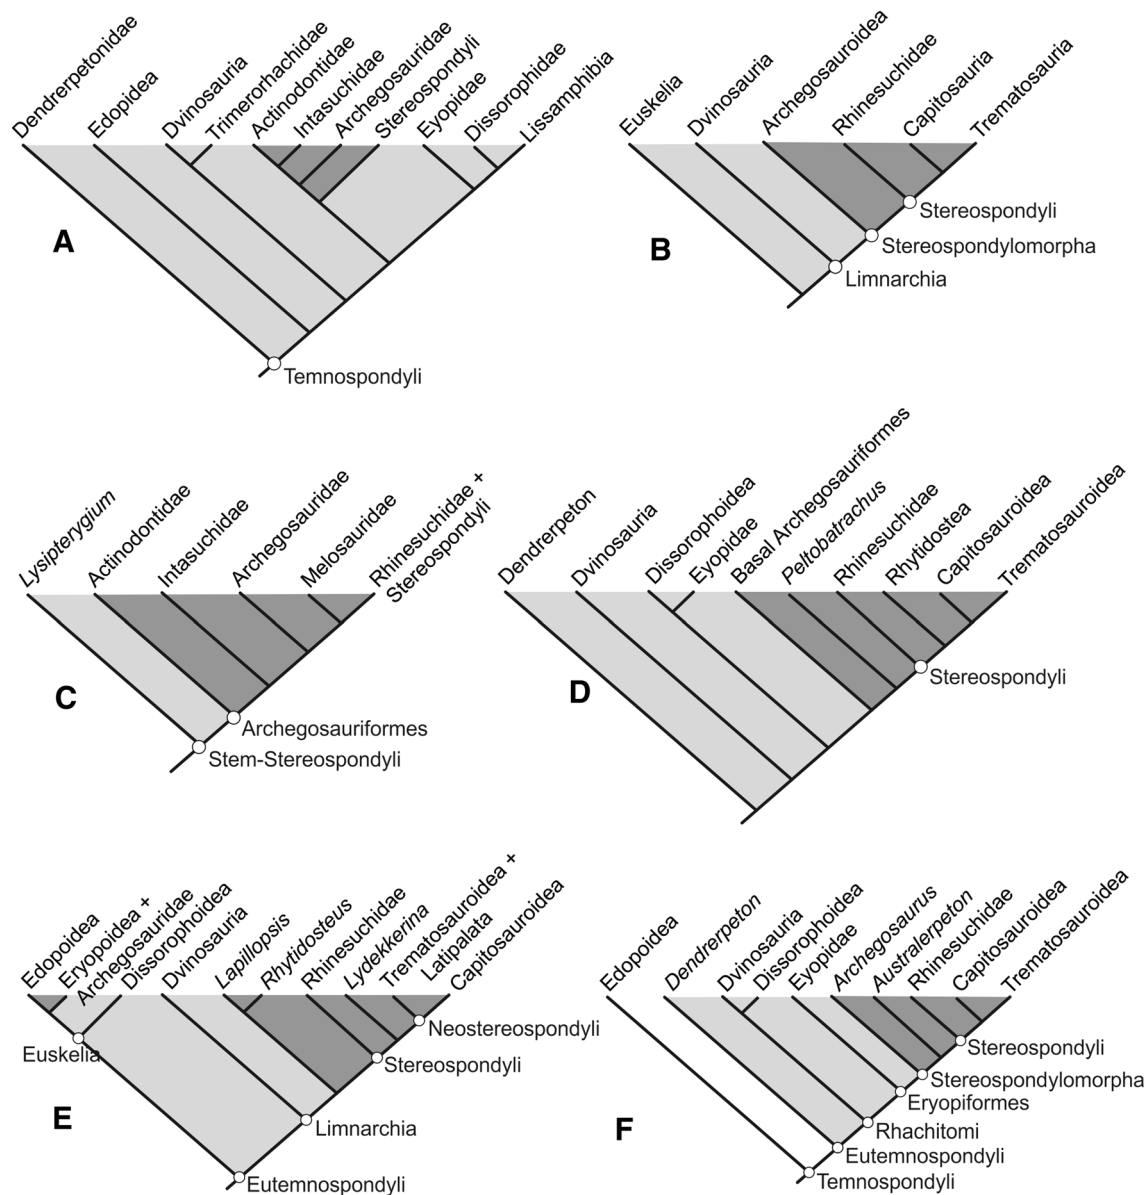 Dendrerpetonidae
Edopidea
Dvinosauria
Trimerorhachidae
Actinodontidae
Intasuchidae
Archegosauridae
Stereospondyli
Eyopidae
Dissorophidae
Lissamphibia
A
Temnospondyli
Euskelia
Dvinosauria
Archegosauroidea
Rhinesuchidae
Capitosauria
Trematosauria
B
Stereospondyli
Stereospondylomorpha
Limnarchia
Lysipterygium
Actinodontidae
Intasuchidae
Archegosauridae
Melosauridae
Rhinesuchidae +
Stereospondyli
C
Archegosauriformes
Stem-Stereospondyli
Dendrerpeton
Dvinosauria
Dissorophoidea
Eyopidae
Basal Archegosauriformes
Peltobatrachus
Rhinesuchidae
Rhytidostea
Capitosauroidea
Trematosauroidea
D
Stereospondyli
Edopoidea
Eryopoidea +
Archegosauridae
Dissorophoidea
Dvinosauria
Lapillopsis
Rhytidosteus
Rhinesuchidae
Lydekkerina
Trematosauroidea +
Latipalata
Capitosauroidea
Euskelia
E
Neostereospondyli
Stereospondyli
Limnarchia
Eutemnospondyli
Edopoidea
Dendrerpeton
Dvinosauria
Dissorophoidea
Eyopidae
Archegosaurus
Australerpeton
Rhinesuchidae
Capitosauroidea
Trematosauroidea
F
Stereospondyli
Stereospondylomorpha
Eryopiformes
Rhachitomi
Eutemnospondyli
Temnospondyli